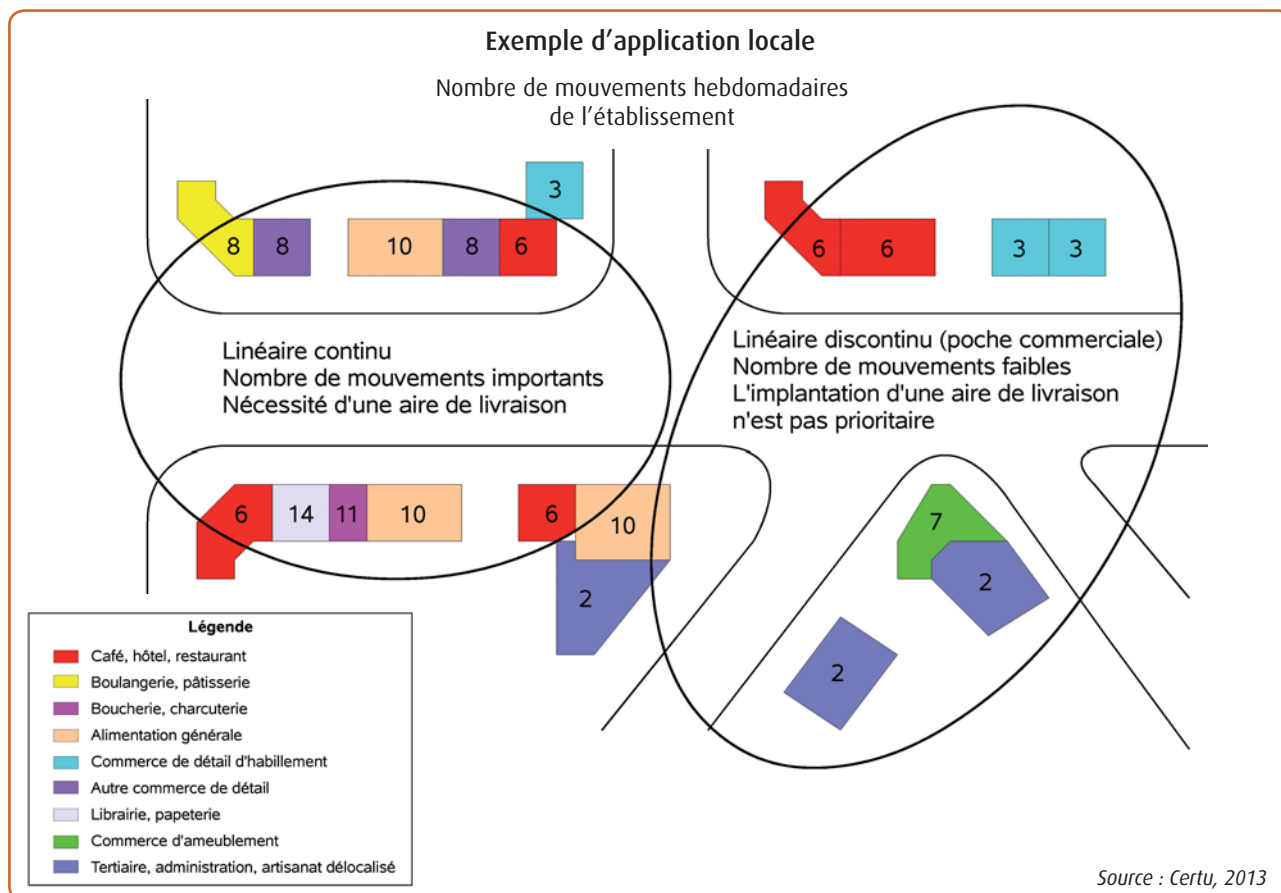 Exemple d'application locale
Nombre de mouvements hebdomadaires
de l'établissement
3
8 8 10 8 6
6 6 3 3
Linéaire continu
Nombre de mouvements importants
Nécessité d'une aire de livraison
Linéaire discontinu (poche commerciale)
Nombre de mouvements faibles
L'implantation d'une aire de livraison
n'est pas prioritaire
6 14 11 10 6 10
2
7
2
2
Légende
Café, hôtel, restaurant
Boulangerie, pâtisserie
Boucherie, charcuterie
Alimentation générale
Commerce de détail d'habillement
Autre commerce de détail
Librairie, papeterie
Commerce d'ameublement
Tertiaire, administration, artisanat délocalisé
Source : Certu, 2013